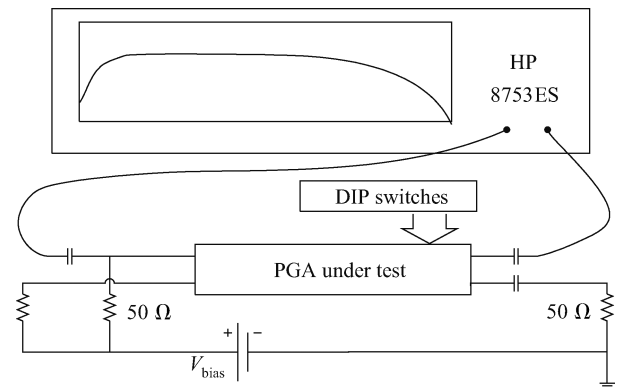 HP
8753ES
DIP switches
PGA under test
50 Ω
50 Ω
+ −
Vbias